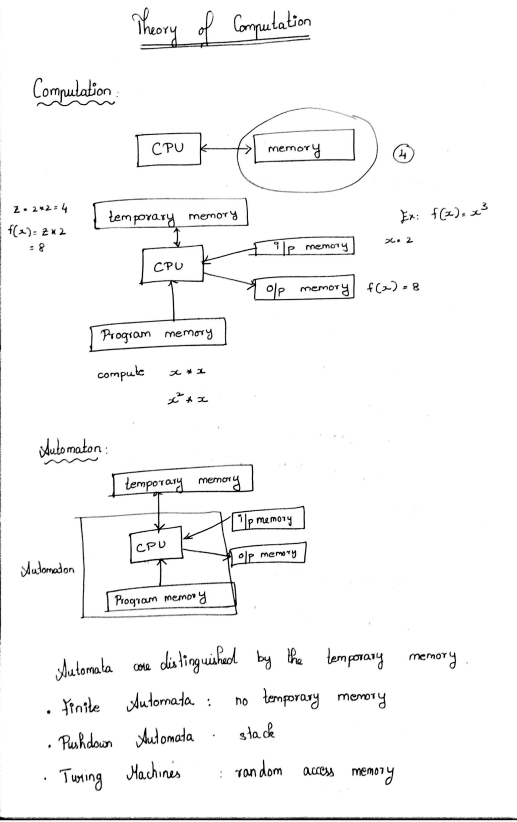 Theory of Computation
Computation:
CPU
memory
4
z = 2*2 = 4
f(x) = z*2
= 8
temporary memory
Ex: f(x) = x³
x = 2
i/p memory
CPU
o/p memory
f(x) = 8
Program memory
compute x * x
x² * x
Automaton:
temporary memory
i/p memory
CPU
o/p memory
Automaton
Program memory
Automata are distinguished by the temporary memory.
• Finite Automata : no temporary memory
• Pushdown Automata . stack
• Turing Machines : random access memory